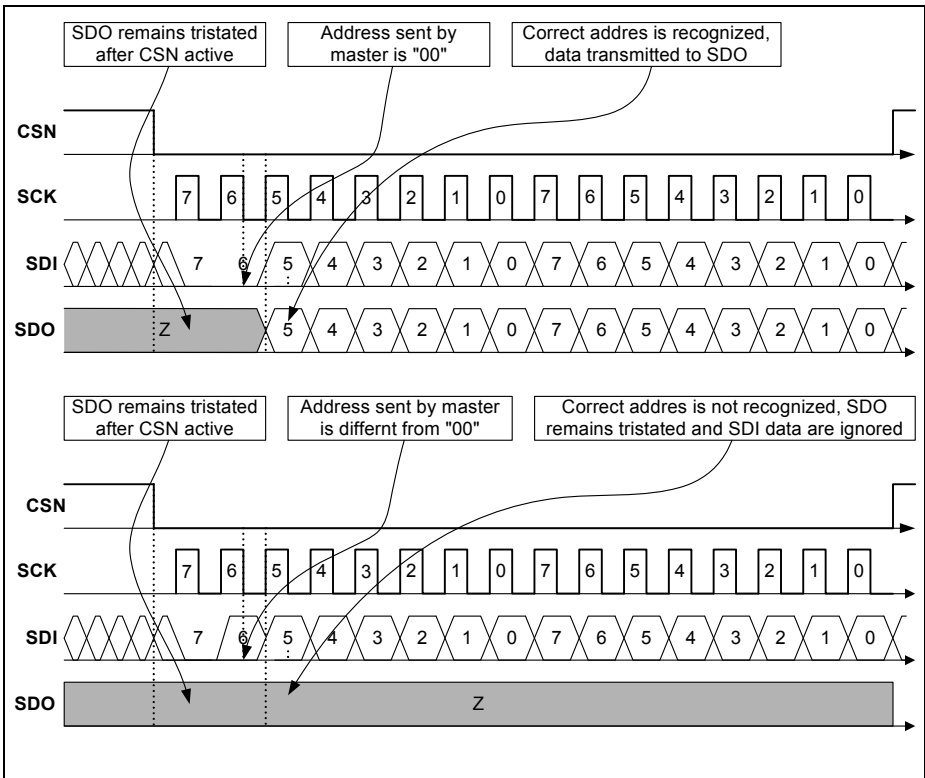 SDO remains tristated
after CSN active
Address sent by
master is "00"
Correct addres is recognized,
data transmitted to SDO
CSN
SCK 7 6 5 4 3 2 1 0 7 6 5 4 3 2 1 0
SDI 7 6 5 4 3 2 1 0 7 6 5 4 3 2 1 0
SDO Z 5 4 3 2 1 0 7 6 5 4 3 2 1 0
SDO remains tristated
after CSN active
Address sent by master
is differnt from "00"
Correct addres is not recognized, SDO
remains tristated and SDI data are ignored
CSN
SCK 7 6 5 4 3 2 1 0 7 6 5 4 3 2 1 0
SDI 7 6 5 4 3 2 1 0 7 6 5 4 3 2 1 0
SDO Z